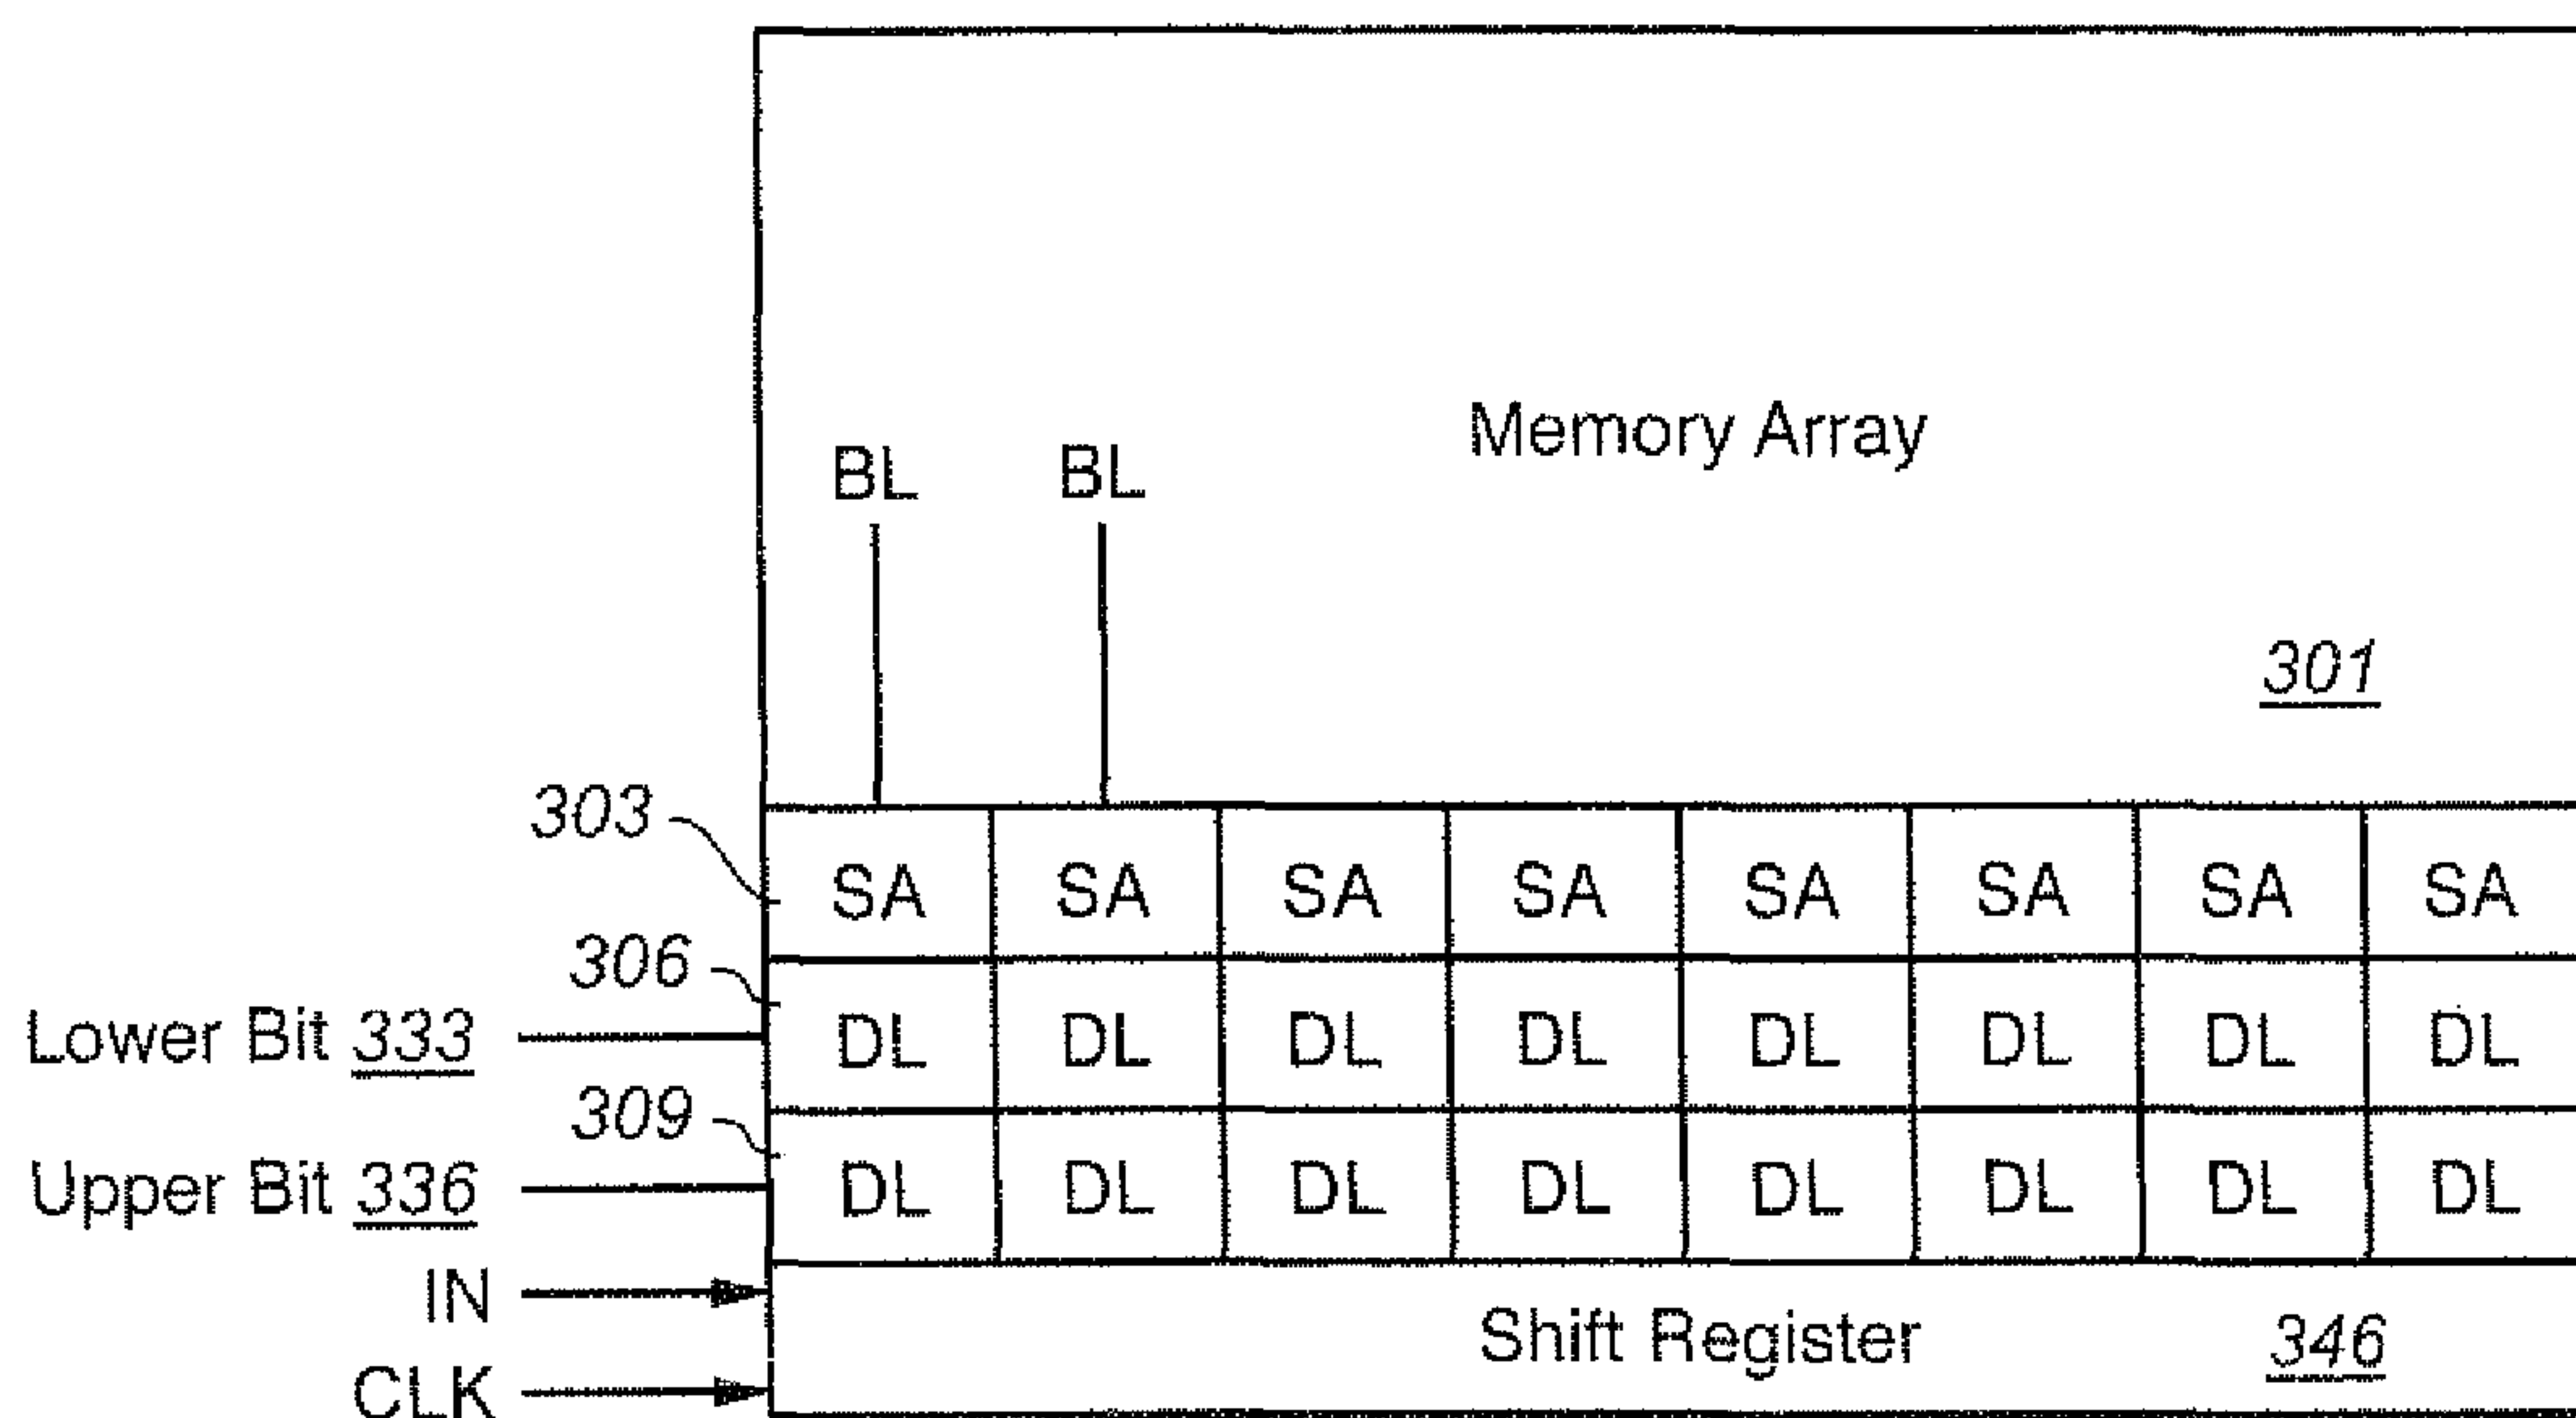 Memory Array
BL BL
301
303 SA SA SA SA SA SA SA SA
306
Lower Bit 333 DL DL DL DL DL DL DL DL
309
Upper Bit 336 DL DL DL DL DL DL DL DL
IN
Shift Register 346
CLK